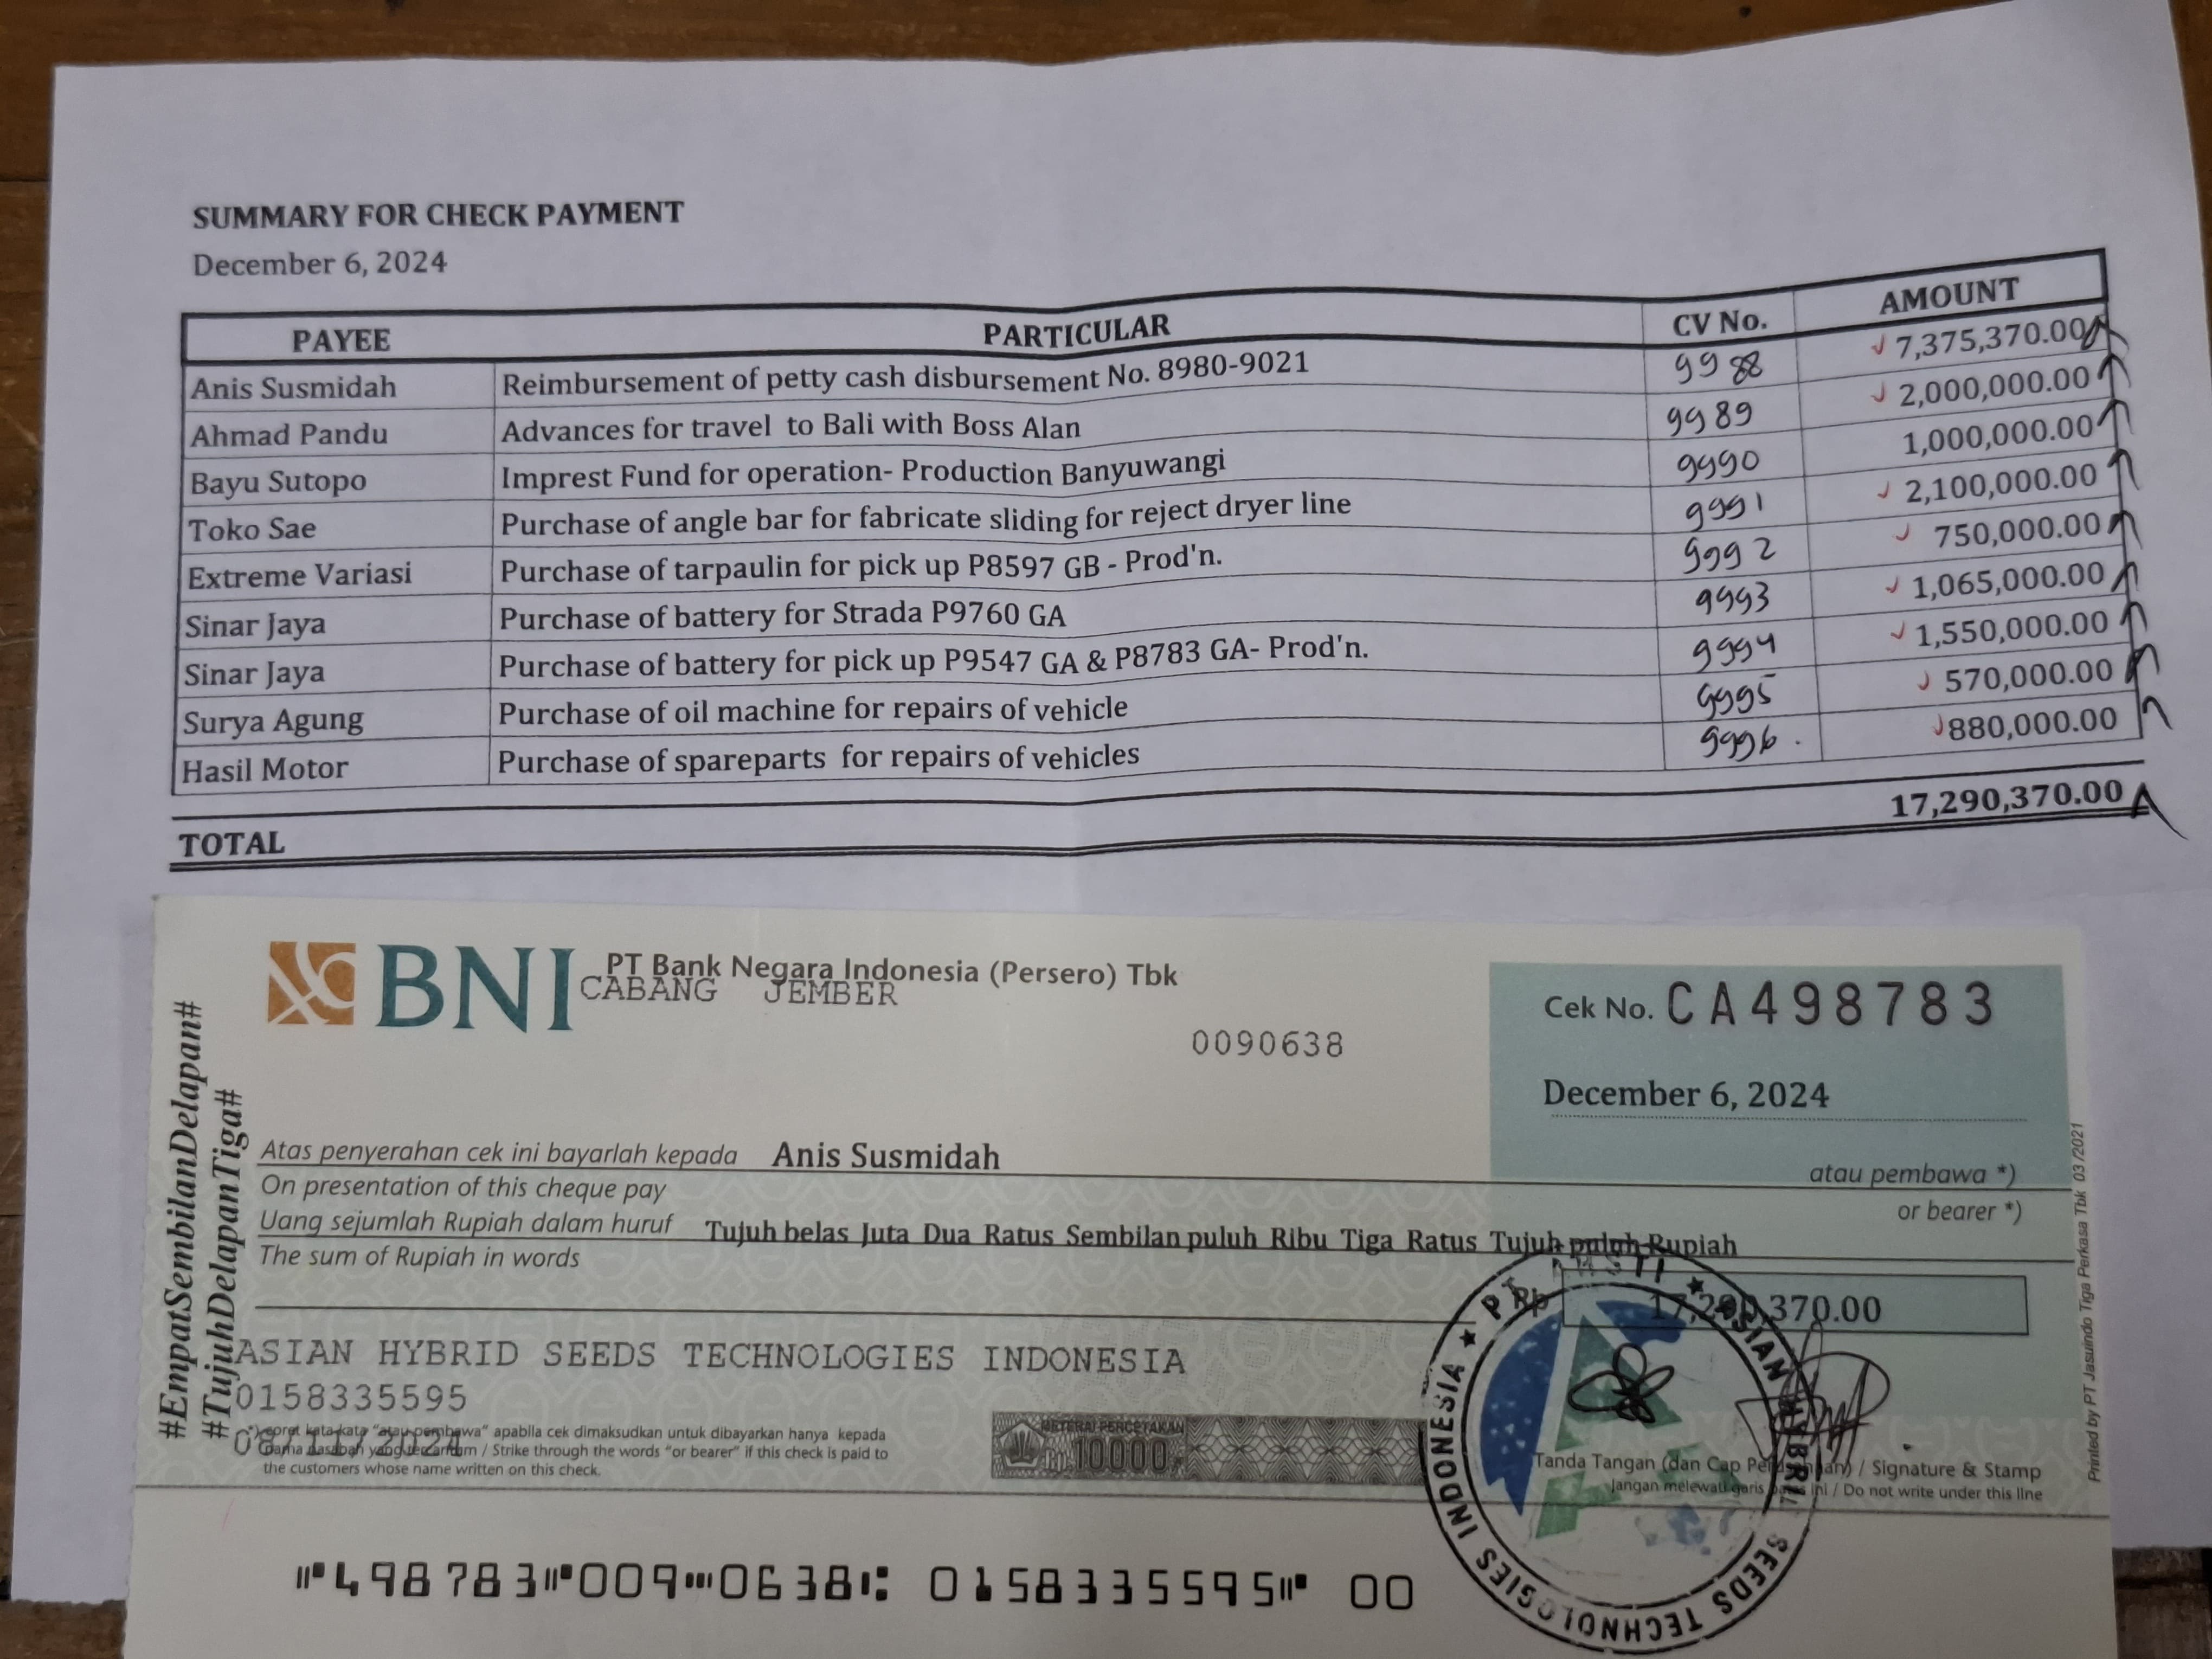 SUMMARY FOR CHECK PAYMENT
December 6, 2024
PAYEE PARTICULAR CV No. AMOUNT
Anis Susmidah Reimbursement of petty cash disbursement No. 8980-9021 9988 7,375,370.00
Ahmad Pandu Advances for travel to Bali with Boss Alan 9989 2,000,000.00
Bayu Sutopo Imprest Fund for operation- Production Banyuwangi 9990 1,000,000.00
Toko Sae Purchase of angle bar for fabricate sliding for reject dryer line 9991 2,100,000.00
Extreme Variasi Purchase of tarpaulin for pick up P8597 GB - Prod'n. 9992 750,000.00
Sinar Jaya Purchase of battery for Strada P9760 GA 9993 1,065,000.00
Sinar Jaya Purchase of battery for pick up P9547 GA & P8783 GA- Prod'n. 9994 1,550,000.00
Surya Agung Purchase of oil machine for repairs of vehicle 9995 570,000.00
Hasil Motor Purchase of spareparts for repairs of vehicles 9996. 880,000.00
TOTAL 17,290,370.00
#EmpatSembilanDelapan#
#TujuhDelapanTiga#
BNI PT Bank Negara Indonesia (Persero) Tbk
CABANG JEMBER
0090638
Cek No. CA498783
December 6, 2024
Atas penyerahan cek ini bayarlah kepada Anis Susmidah atau pembawa *)
On presentation of this cheque pay or bearer *)
Uang sejumlah Rupiah dalam huruf Tujuh belas Juta Dua Ratus Sembilan puluh Ribu Tiga Ratus Tujuh puluh Rupiah
The sum of Rupiah in words
Rp 17,290,370.00
ASIAN HYBRID SEEDS TECHNOLOGIES INDONESIA
0158335595
*) coret kata-kata "atau pembawa" apabila cek dimaksudkan untuk dibayarkan hanya kepada
nama nasabah yang tercantum / Strike through the words "or bearer" if this check is paid to
the customers whose name written on this check.
METERAI PERCETAKAN
Rp 10000
Tanda Tangan (dan Cap Perusahaan) / Signature & Stamp
Jangan melewati garis batas ini / Do not write under this line
PT. AHSTI ★ ASIAN HYBRID SEEDS TECHNOLOGIES INDONESIA ★
Printed by PT Jasuindo Tiga Perkasa Tbk 03/2021
498783 009 0638 0158335595 00